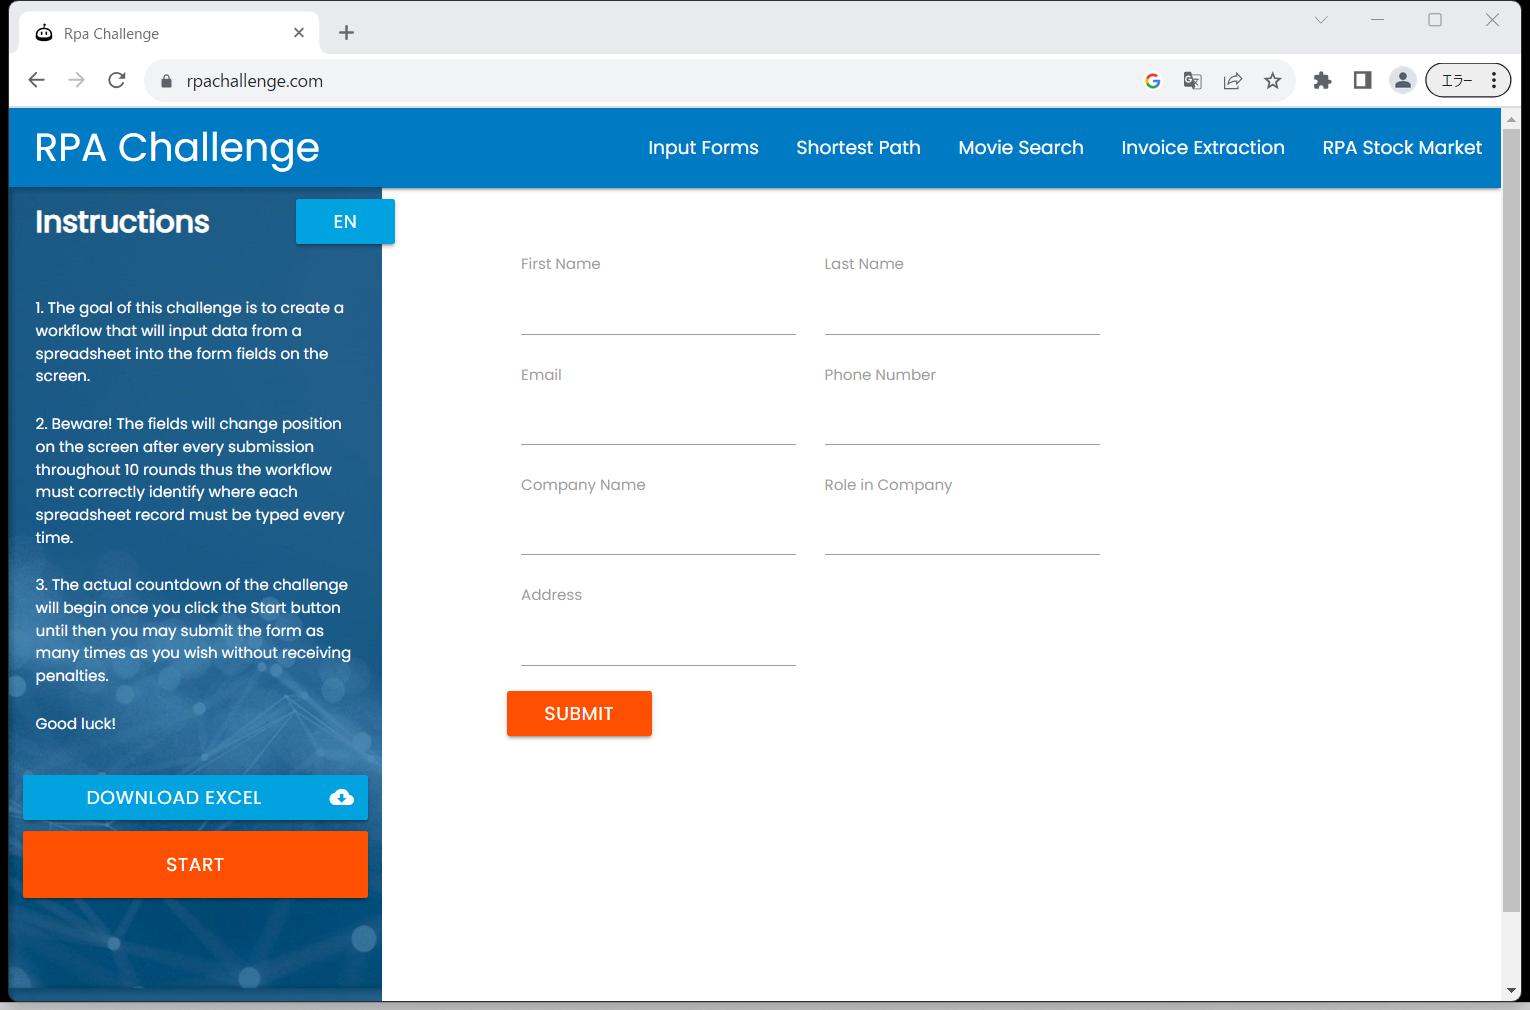 Rpa Challenge
rpachallenge.com
エラー
RPA Challenge
Input Forms
Shortest Path
Movie Search
Invoice Extraction
RPA Stock Market
Instructions
EN
1. The goal of this challenge is to create a
workflow that will input data from a
spreadsheet into the form fields on the
screen.
2. Beware! The fields will change position
on the screen after every submission
throughout 10 rounds thus the workflow
must correctly identify where each
spreadsheet record must be typed every
time.
3. The actual countdown of the challenge
will begin once you click the Start button
until then you may submit the form as
many times as you wish without receiving
penalties.
Good luck!
DOWNLOAD EXCEL
START
First Name
Last Name
Email
Phone Number
Company Name
Role in Company
Address
SUBMIT